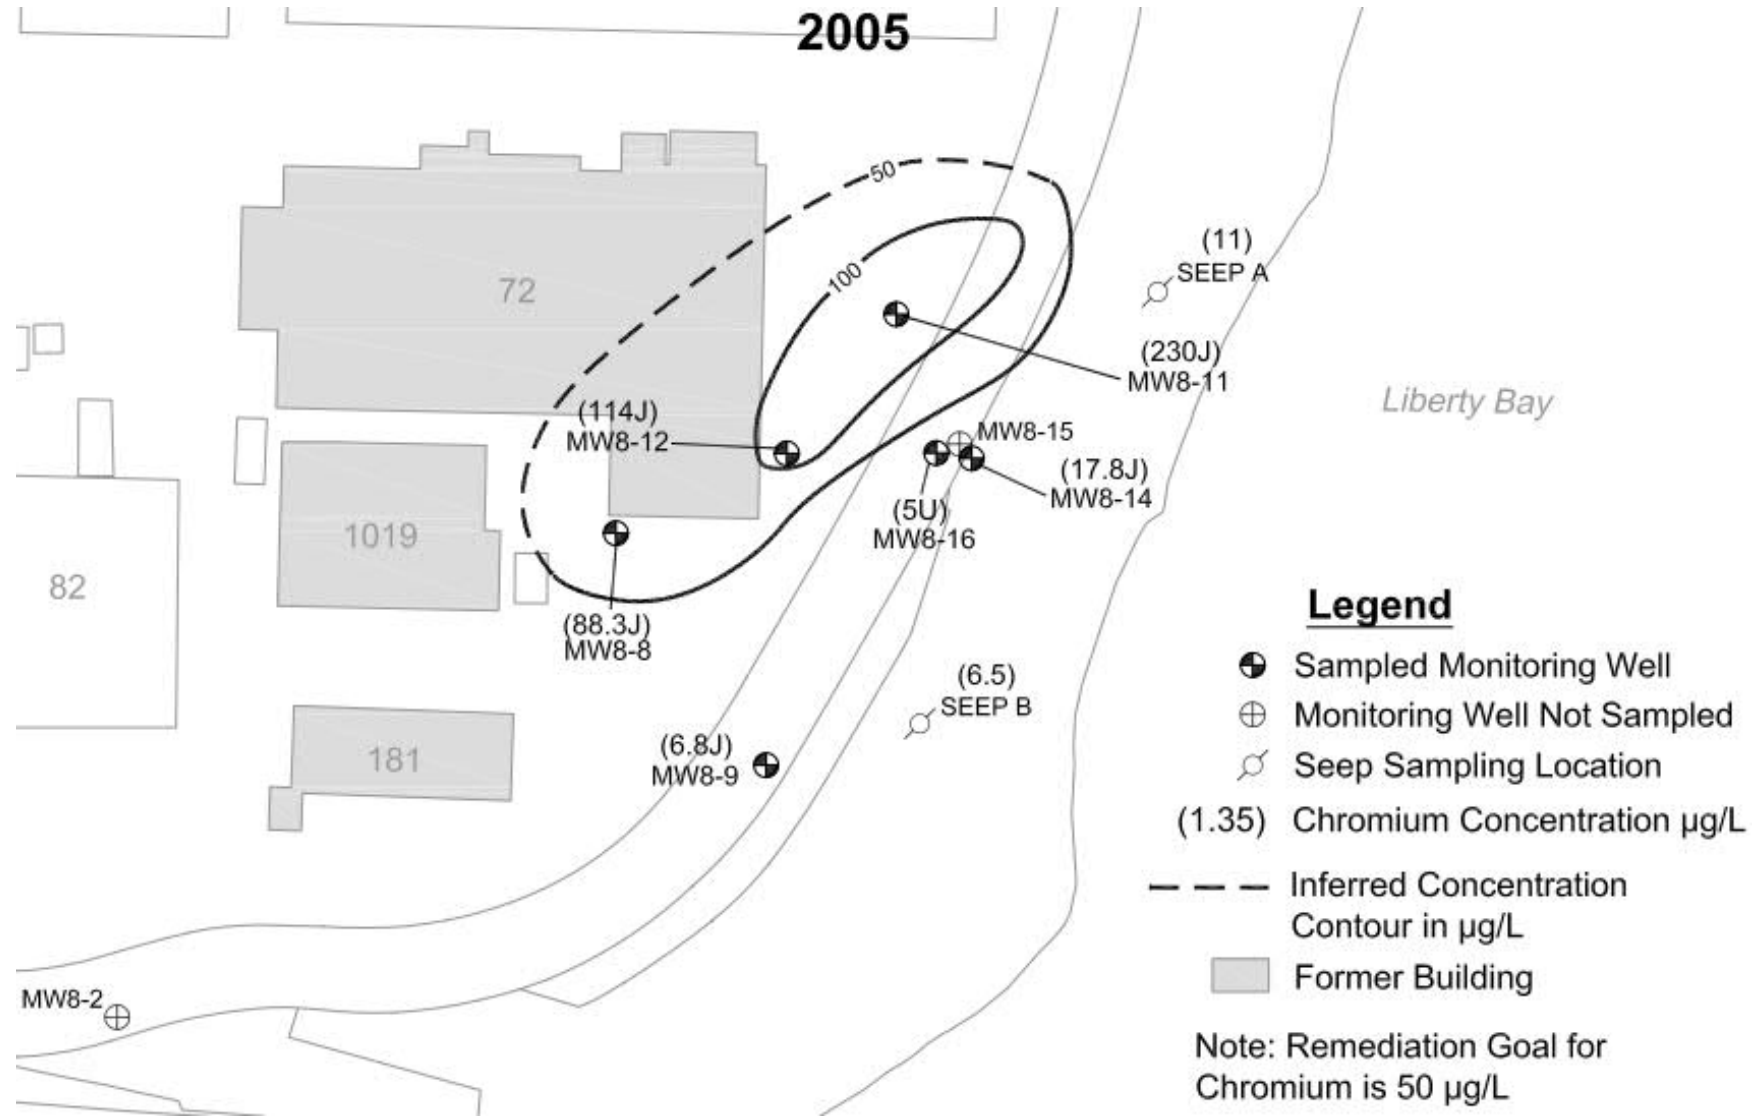 2005
50
(11)
SEEP A
72
100
(230J)
MW8-11
Liberty Bay
(114J)
MW8-12
MW8-15
(17.8J)
MW8-14
(5U)
MW8-16
1019
82
(88.3J)
MW8-8
(6.5)
SEEP B
(6.8J)
MW8-9
181
MW8-2
Legend
Sampled Monitoring Well
Monitoring Well Not Sampled
Seep Sampling Location
(1.35) Chromium Concentration µg/L
Inferred Concentration
Contour in µg/L
Former Building
Note: Remediation Goal for
Chromium is 50 µg/L